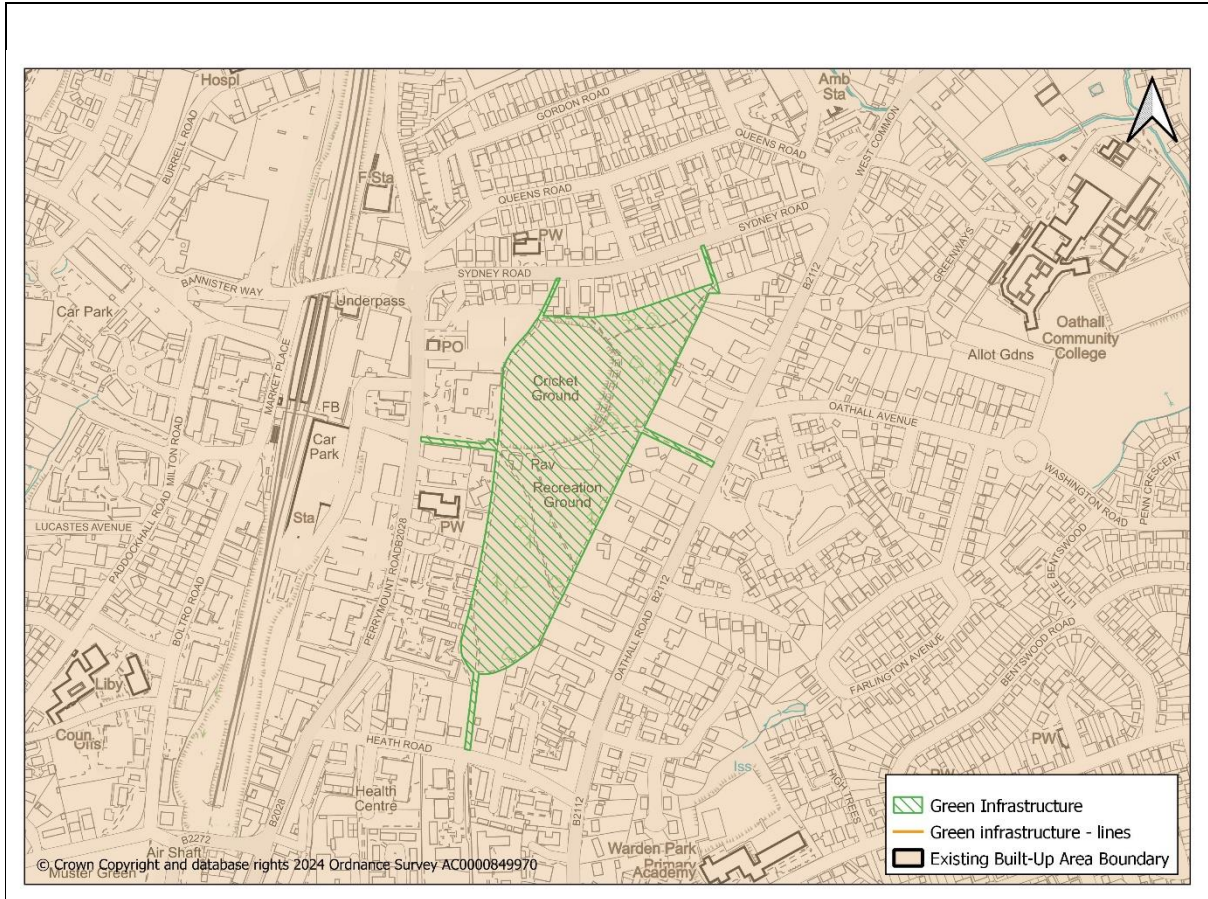 Hospl
Amb
Sta
BURRELL ROAD
GORDON ROAD
WEST COMMON
QUEENS ROAD
F Sta
QUEENS ROAD
SYDNEY ROAD
PW
GREENWAYS
SYDNEY ROAD
BANNISTER WAY
B2112
Underpass
Car Park
Oathall
Community
College
PO
Allot Gdns
MARKET PLACE
Cricket
Ground
MILTON ROAD
FB
OATHALL AVENUE
Car
Park
Rav
Recreation
Ground
WASHINGTON ROAD
PENN CRESCENT
PADDOCKHALL ROAD
Sta
PW
LUCASTES AVENUE
B2028
PERRYMOUNT ROAD
B2112
LITTLE BENTSWOOD
BOLTRO ROAD
OATHALL ROAD
BENTSWOOD ROAD
FARLINGTON AVENUE
Liby
Coun
Offs
HEATH ROAD
PW
Iss
HIGH TREES
Health
Centre
B2028
B2112
B2272
Air Shaft
Muster Green
Warden Park
Primary
Academy
PW
Green Infrastructure
Green infrastructure - lines
Existing Built-Up Area Boundary
© Crown Copyright and database rights 2024 Ordnance Survey AC0000849970